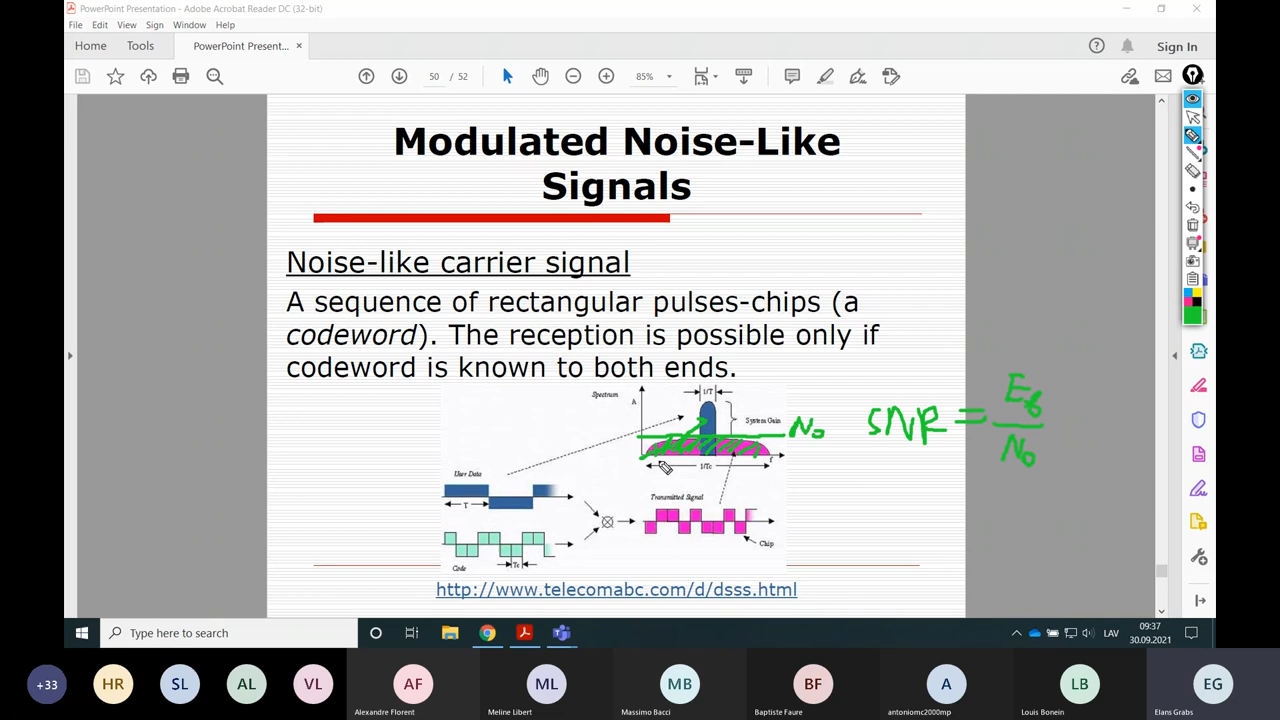 PowerPoint Presentation - Adobe Acrobat Reader DC (32-bit)
File Edit View Sign Window Help
Home Tools PowerPoint Present... × Sign In
50 / 52 85%
Modulated Noise-Like
Signals
Noise-like carrier signal
A sequence of rectangular pulses-chips (a
codeword). The reception is possible only if
codeword is known to both ends.
Spectrum
1/T
A
System Gain
N₀
SNR = E_b / N₀
f
1/Tc
User Data
T
Transmitted Signal
Chip
Code
Tc
http://www.telecomabc.com/d/dsss.html
Type here to search
LAV
09:37
30.09.2021
+33 HR SL AL VL AF ML MB BF A LB EG
Alexandre Florent Meline Libert Massimo Bacci Baptiste Faure antoniomc2000mp Louis Bonein Elans Grabs